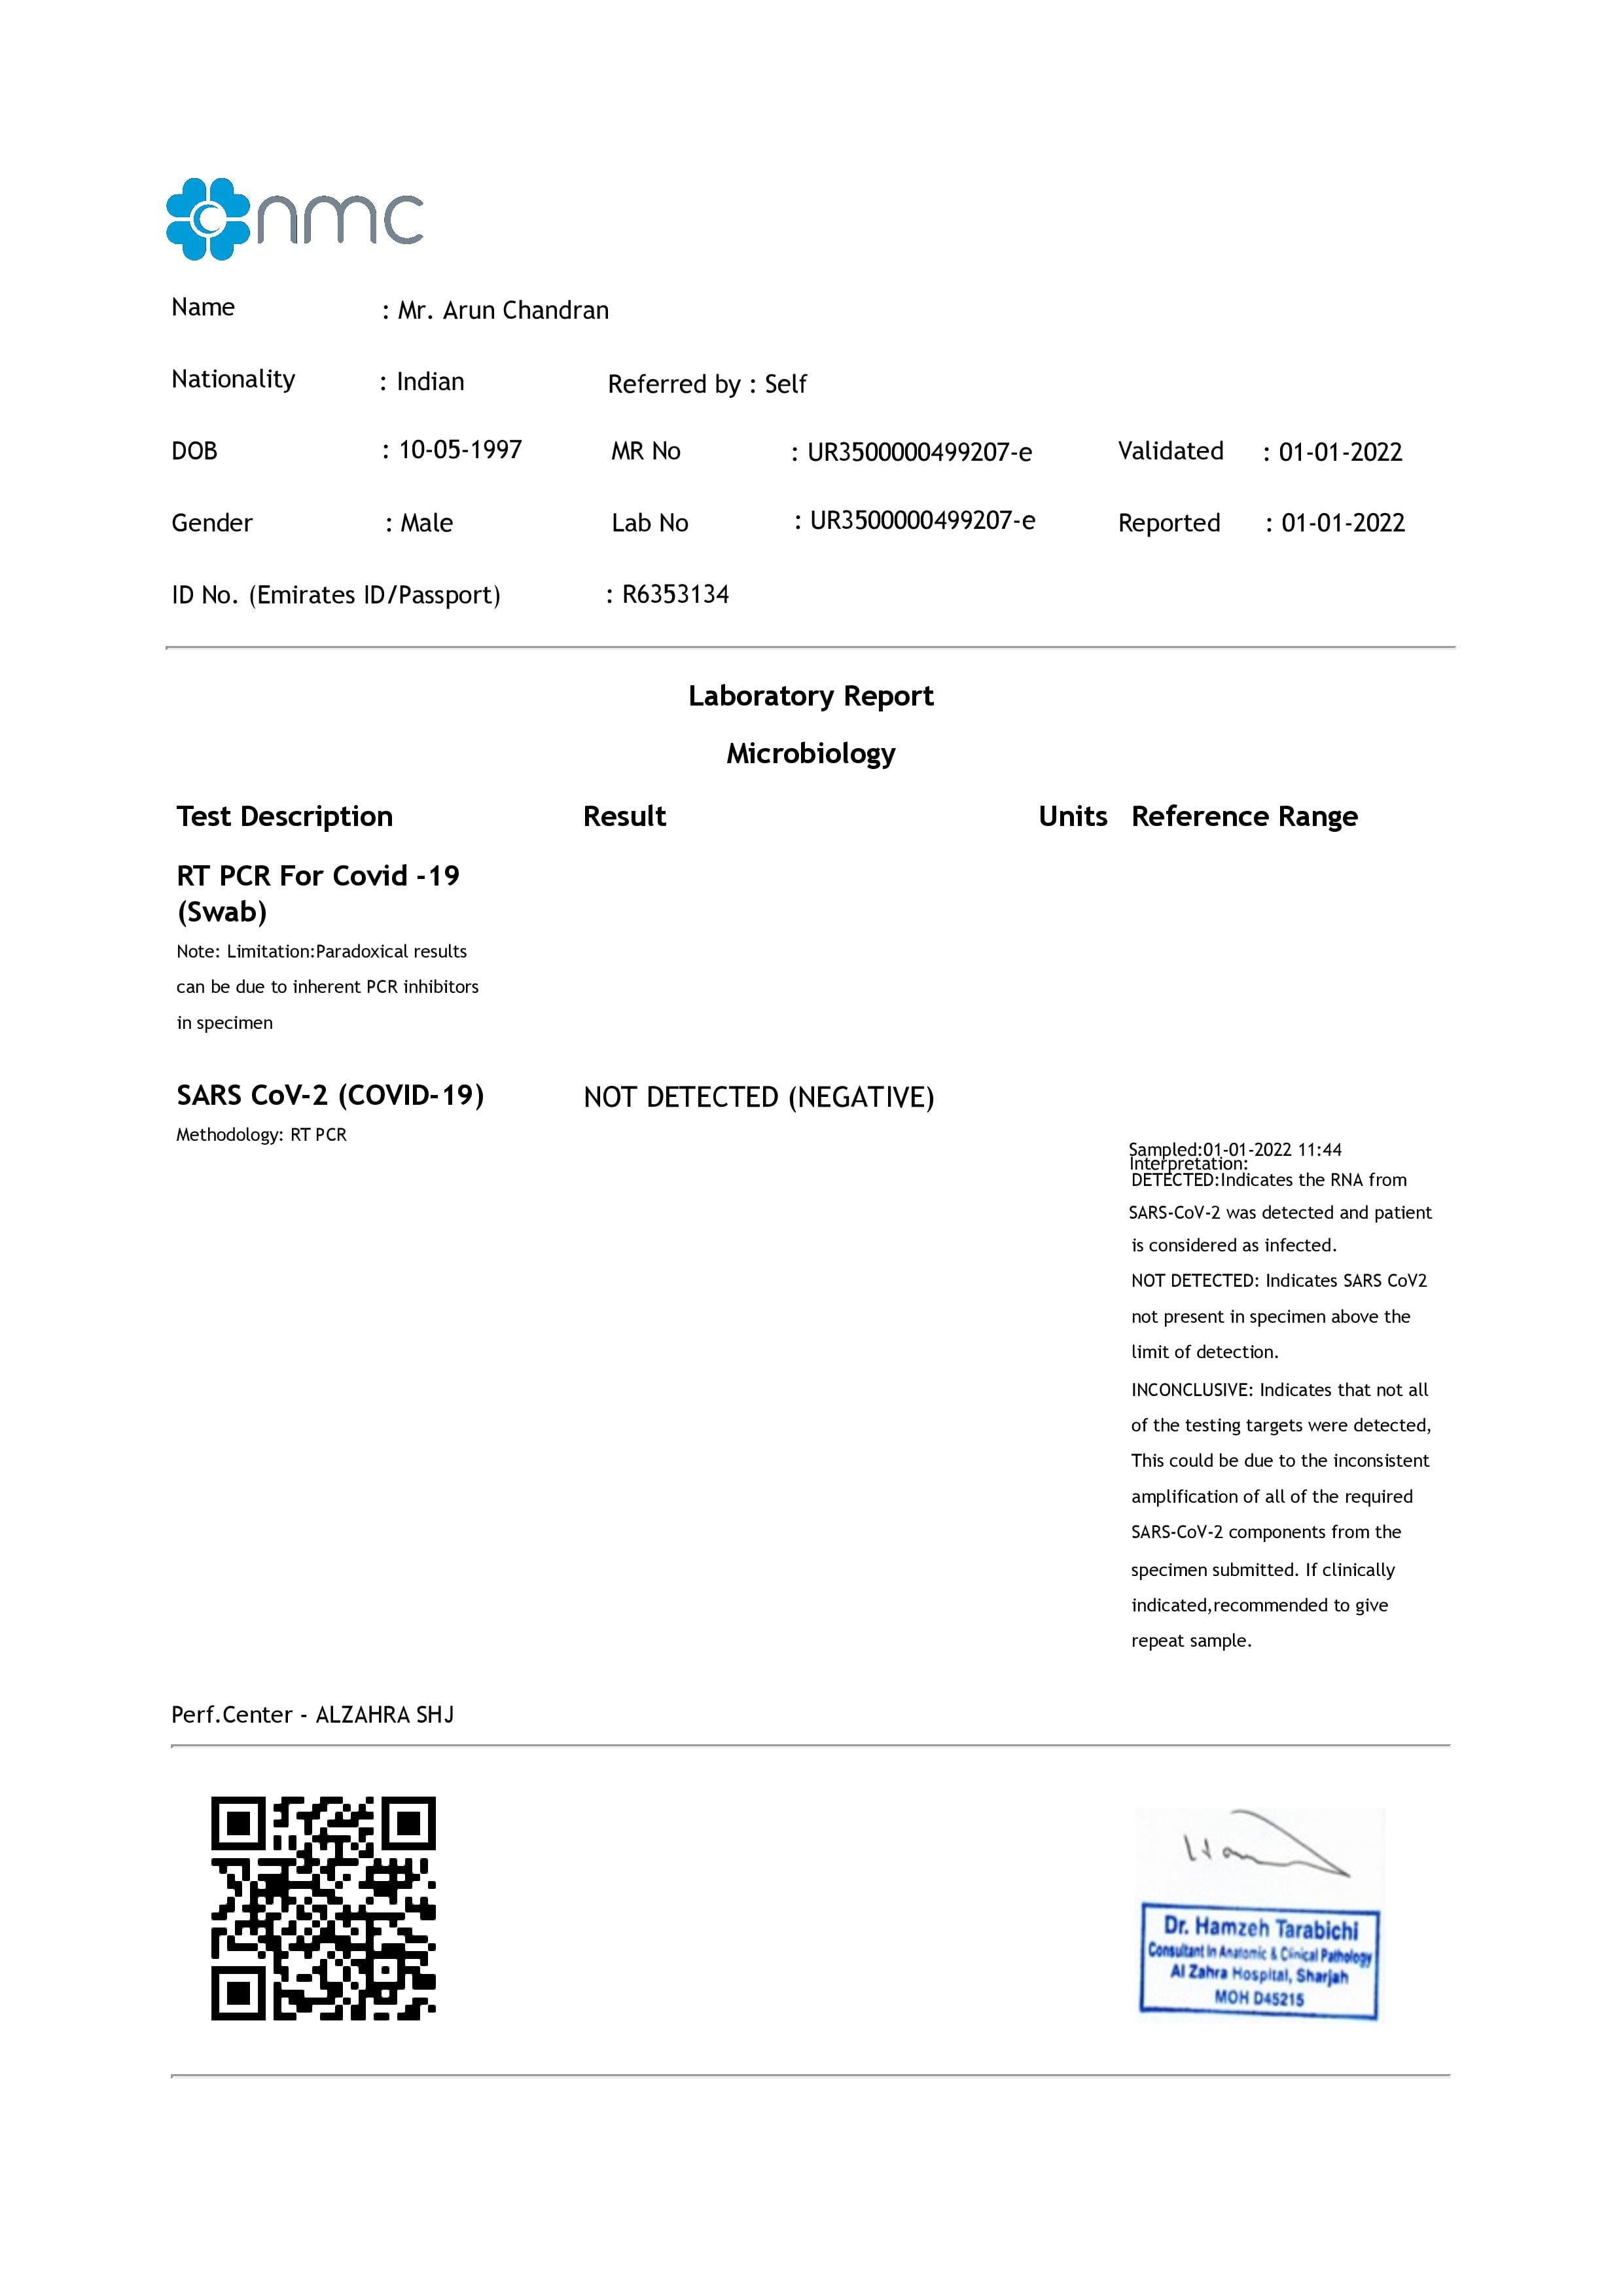 nmc
Name : Mr. Arun Chandran
Nationality : Indian Referred by : Self
DOB : 10-05-1997 MR No : UR3500000499207-e Validated : 01-01-2022
Gender : Male Lab No : UR3500000499207-e Reported : 01-01-2022
ID No. (Emirates ID/Passport) : R6353134
Laboratory Report
Microbiology
Test Description Result Units Reference Range
RT PCR For Covid -19
(Swab)
Note: Limitation:Paradoxical results
can be due to inherent PCR inhibitors
in specimen
SARS CoV-2 (COVID-19) NOT DETECTED (NEGATIVE)
Methodology: RT PCR
Sampled:01-01-2022 11:44
Interpretation:
DETECTED:Indicates the RNA from
SARS-CoV-2 was detected and patient
is considered as infected.
NOT DETECTED: Indicates SARS CoV2
not present in specimen above the
limit of detection.
INCONCLUSIVE: Indicates that not all
of the testing targets were detected,
This could be due to the inconsistent
amplification of all of the required
SARS-CoV-2 components from the
specimen submitted. If clinically
indicated,recommended to give
repeat sample.
Perf.Center - ALZAHRA SHJ
Dr. Hamzeh Tarabichi
Consultant In Anatomic & Clinical Pathology
Al Zahra Hospital, Sharjah
MOH D45215